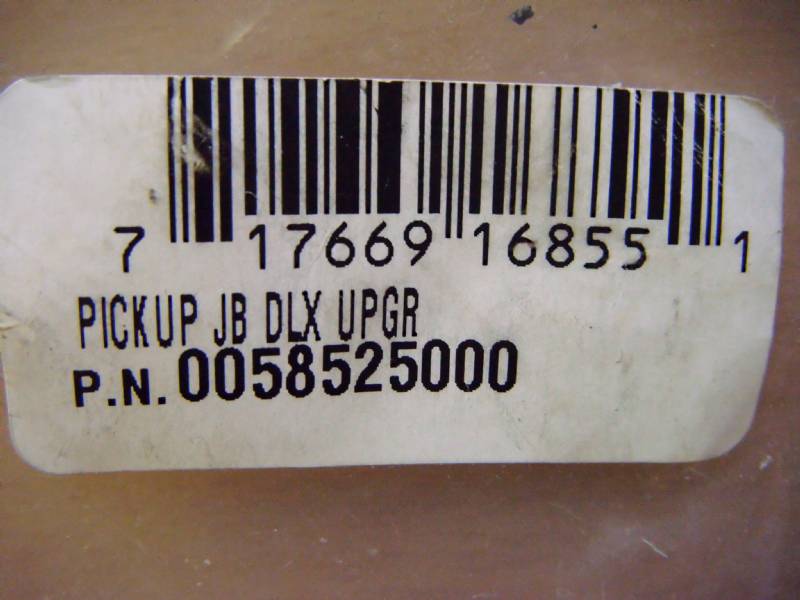 7 17669 16855 1
PICKUP JB DLX UPGR
P.N. 0058525000